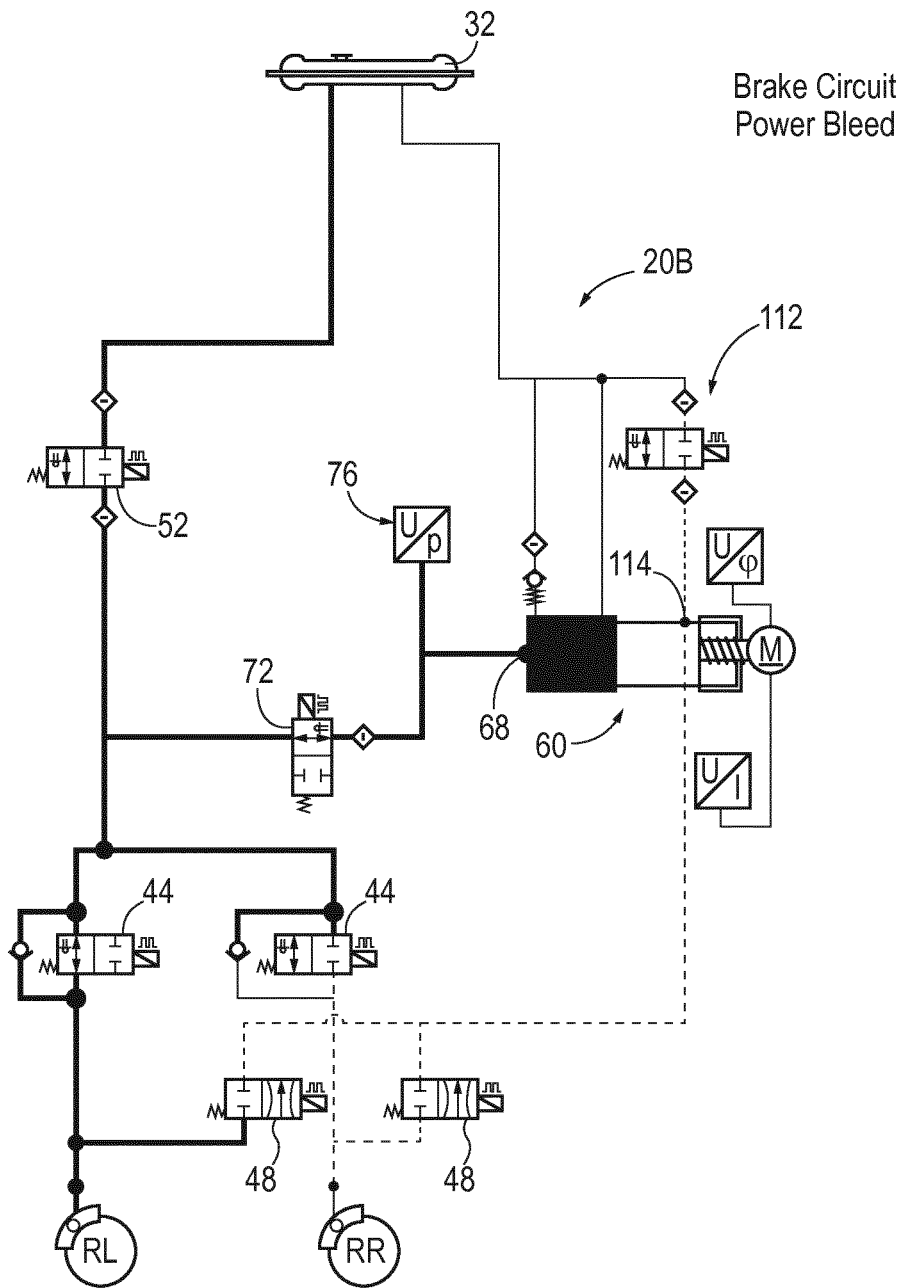 32
Brake Circuit
Power Bleed
20B
112
52
76
U
p
114
U
φ
M
72
68
60
U
I
44
44
48
48
RL
RR